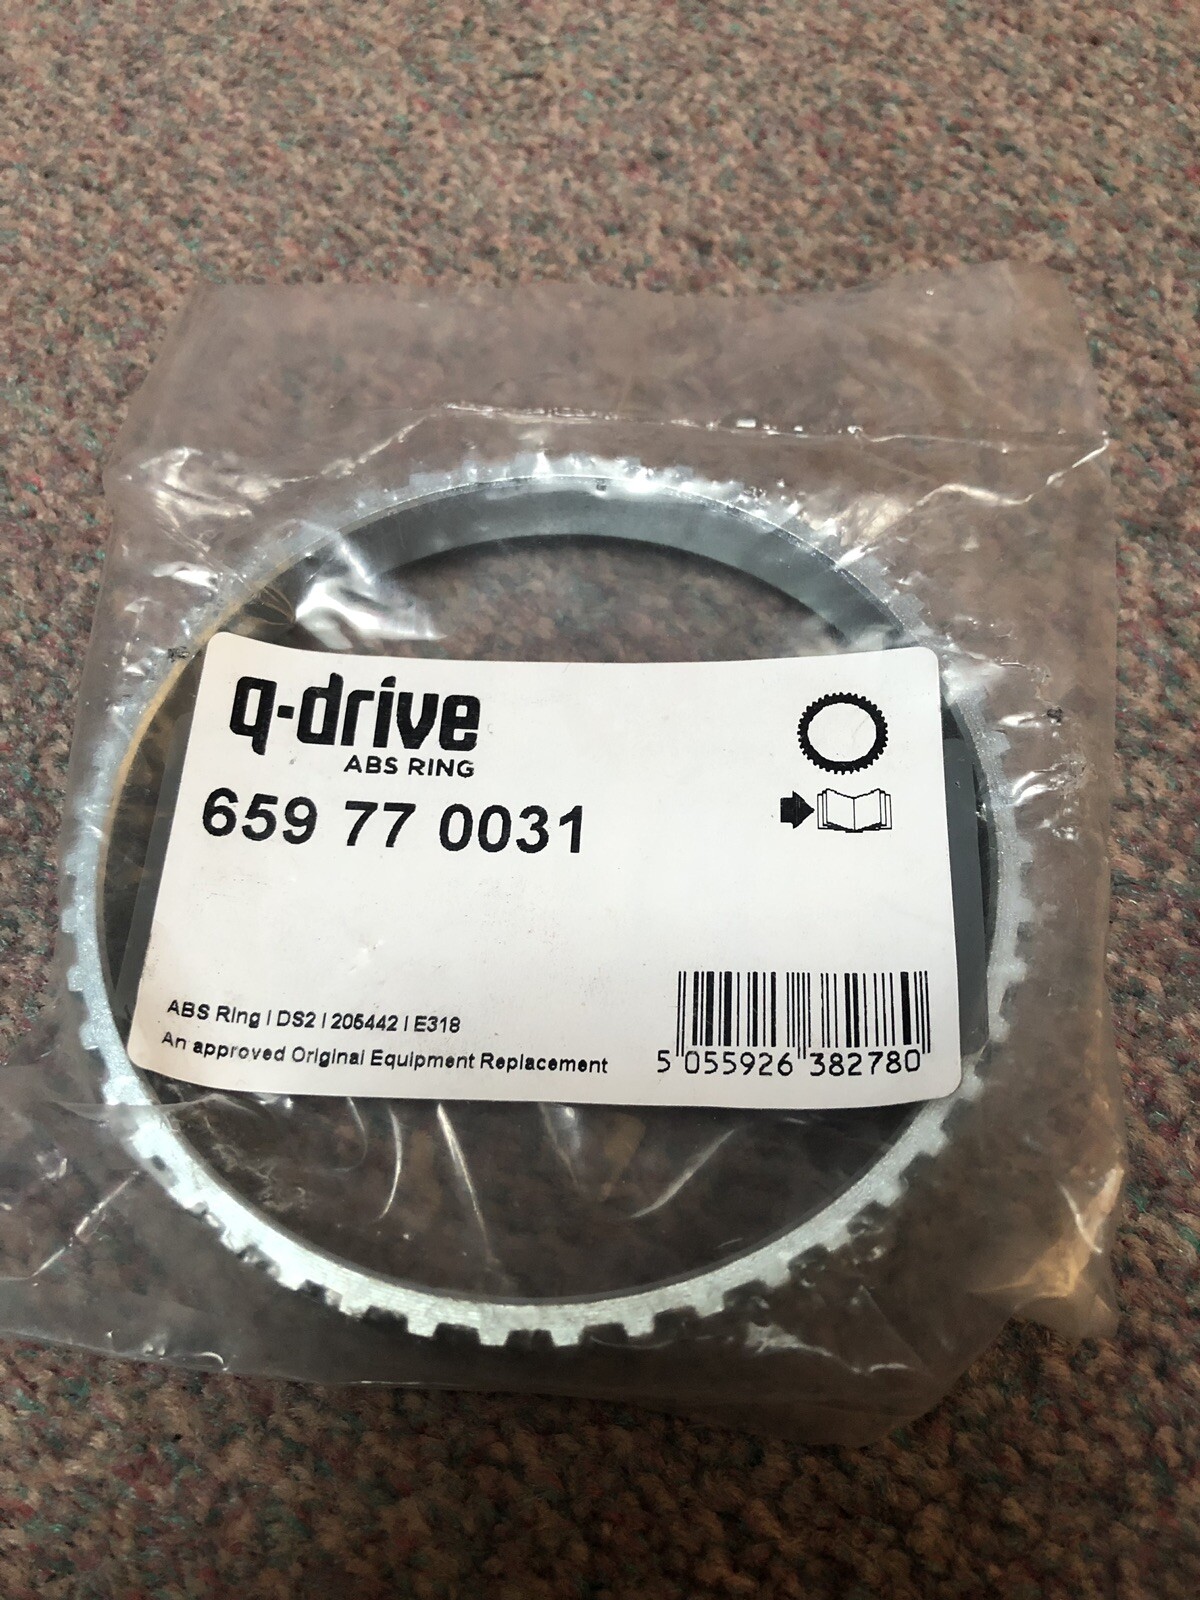 q-drive
ABS RING
659 77 0031
ABS Ring | DS2 | 205442 | E318
An approved Original Equipment Replacement
5 055926 382780